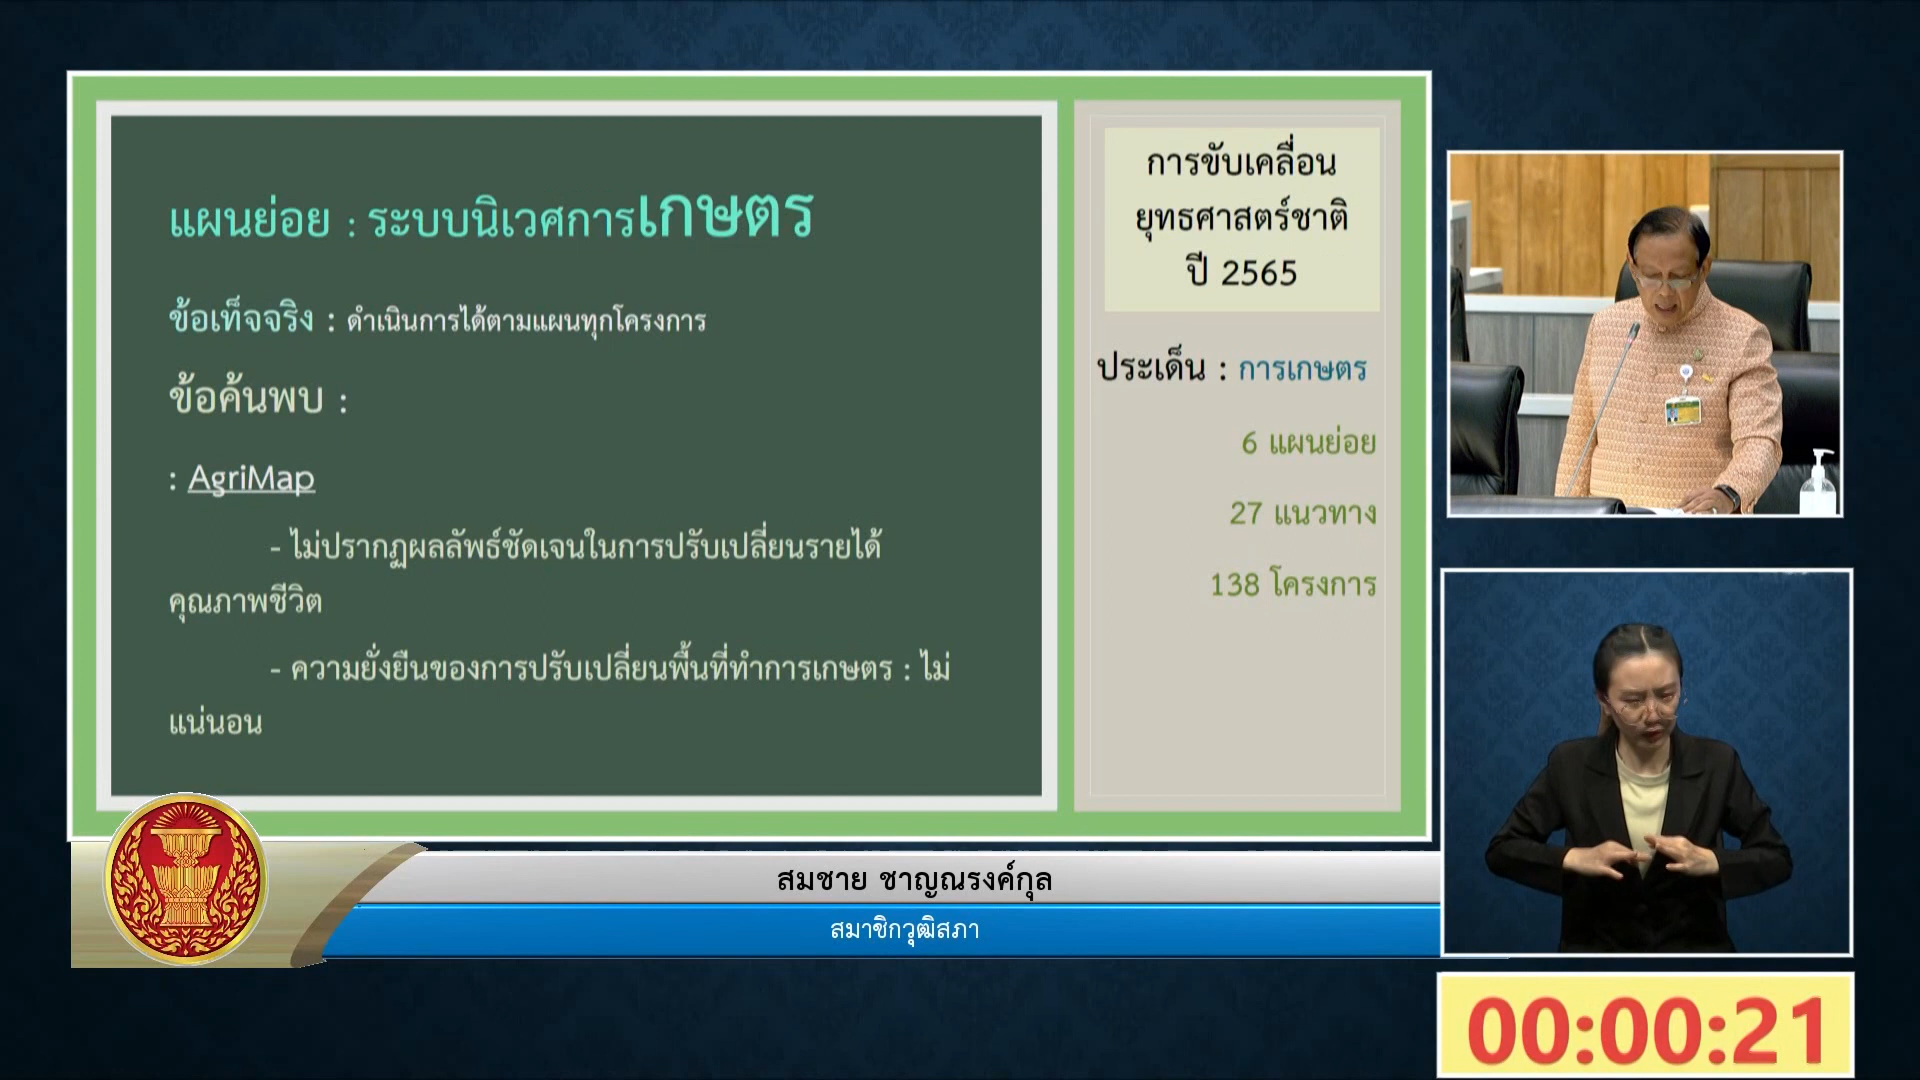 แผนย่อย : ระบบนิเวศการเกษตร
ข้อเท็จจริง : ดำเนินการได้ตามแผนทุกโครงการ
ข้อค้นพบ :
: AgriMap
- ไม่ปรากฏผลลัพธ์ชัดเจนในการปรับเปลี่ยนรายได้
คุณภาพชีวิต
- ความยั่งยืนของการปรับเปลี่ยนพื้นที่ทำการเกษตร : ไม่
แน่นอน
การขับเคลื่อน
ยุทธศาสตร์ชาติ
ปี 2565
ประเด็น : การเกษตร
6 แผนย่อย
27 แนวทาง
138 โครงการ
สมชาย ชาญณรงค์กุล
สมาชิกวุฒิสภา
00:00:21